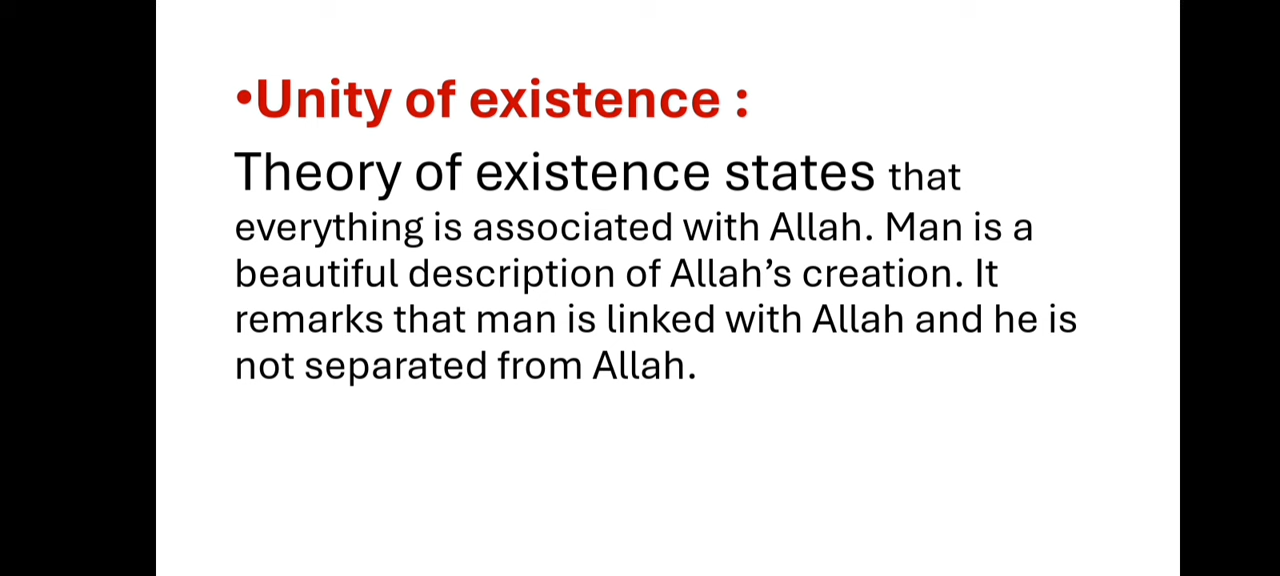 •Unity of existence :
Theory of existence states that
everything is associated with Allah. Man is a
beautiful description of Allah’s creation. It
remarks that man is linked with Allah and he is
not separated from Allah.